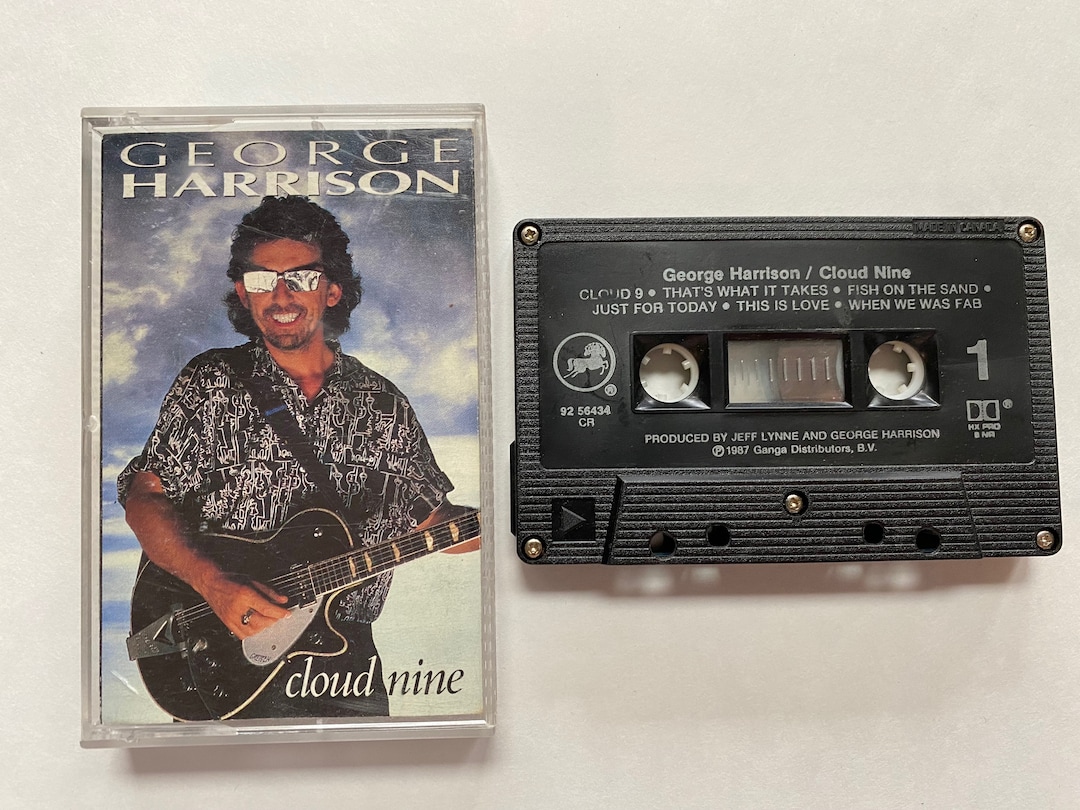 GEORGE
HARRISON
cloud nine
MADE IN CANADA
George Harrison / Cloud Nine
CLOUD 9 • THAT'S WHAT IT TAKES • FISH ON THE SAND •
JUST FOR TODAY • THIS IS LOVE • WHEN WE WAS FAB
1
®
92 56434
CR
®
HX PRO
B NR
PRODUCED BY JEFF LYNNE AND GEORGE HARRISON
℗ 1987 Ganga Distributors, B.V.